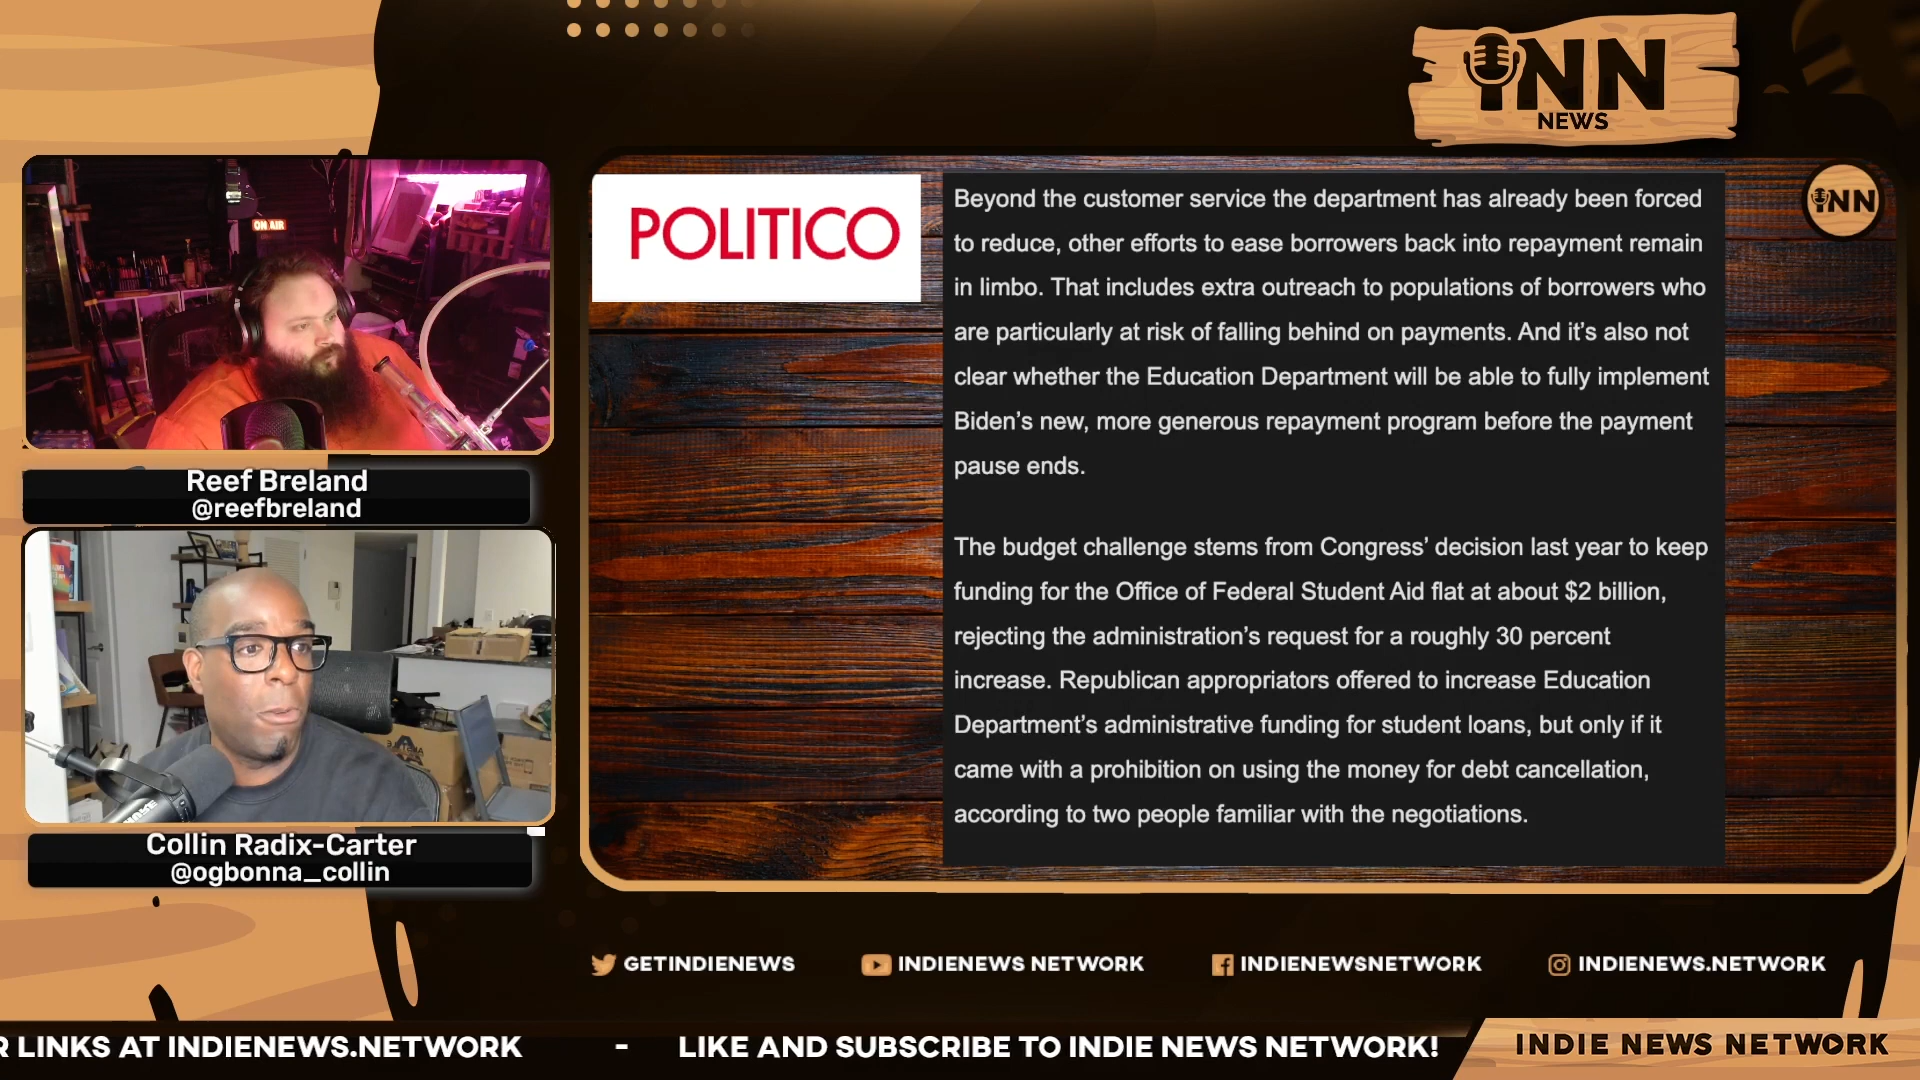 iNN
NEWS
ON AIR
POLITICO
iNN
Beyond the customer service the department has already been forced
to reduce, other efforts to ease borrowers back into repayment remain
in limbo. That includes extra outreach to populations of borrowers who
are particularly at risk of falling behind on payments. And it’s also not
clear whether the Education Department will be able to fully implement
Biden’s new, more generous repayment program before the payment
pause ends.
The budget challenge stems from Congress’ decision last year to keep
funding for the Office of Federal Student Aid flat at about $2 billion,
rejecting the administration’s request for a roughly 30 percent
increase. Republican appropriators offered to increase Education
Department’s administrative funding for student loans, but only if it
came with a prohibition on using the money for debt cancellation,
according to two people familiar with the negotiations.
Reef Breland
@reefbreland
Collin Radix-Carter
@ogbonna_collin
GETINDIENEWS
INDIENEWS NETWORK
INDIENEWSNETWORK
INDIENEWS.NETWORK
R LINKS AT INDIENEWS.NETWORK - LIKE AND SUBSCRIBE TO INDIE NEWS NETWORK!
INDIE NEWS NETWORK